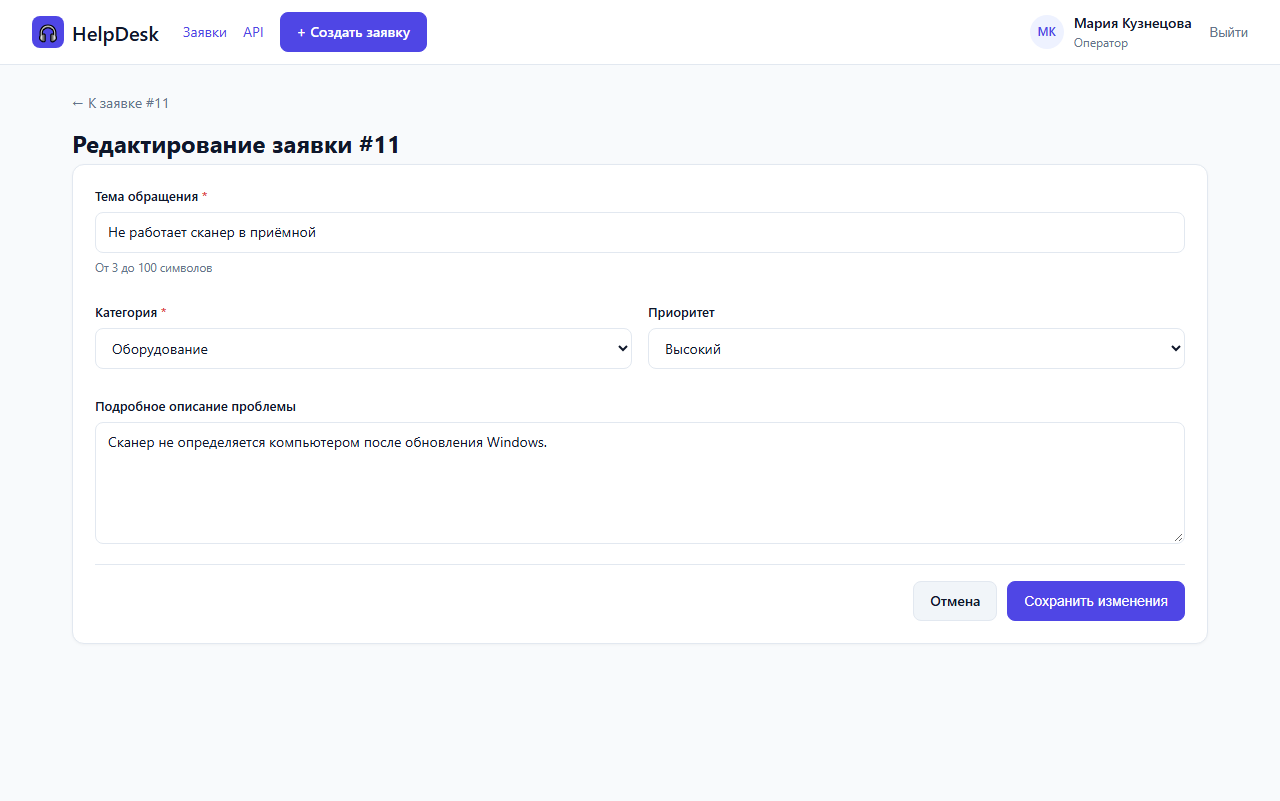 HelpDesk Заявки API + Создать заявку МК Мария Кузнецова Выйти
Оператор
← К заявке #11
Редактирование заявки #11
Тема обращения *
Не работает сканер в приёмной
От 3 до 100 символов
Категория * Приоритет
Оборудование Высокий
Подробное описание проблемы
Сканер не определяется компьютером после обновления Windows.
Отмена Сохранить изменения